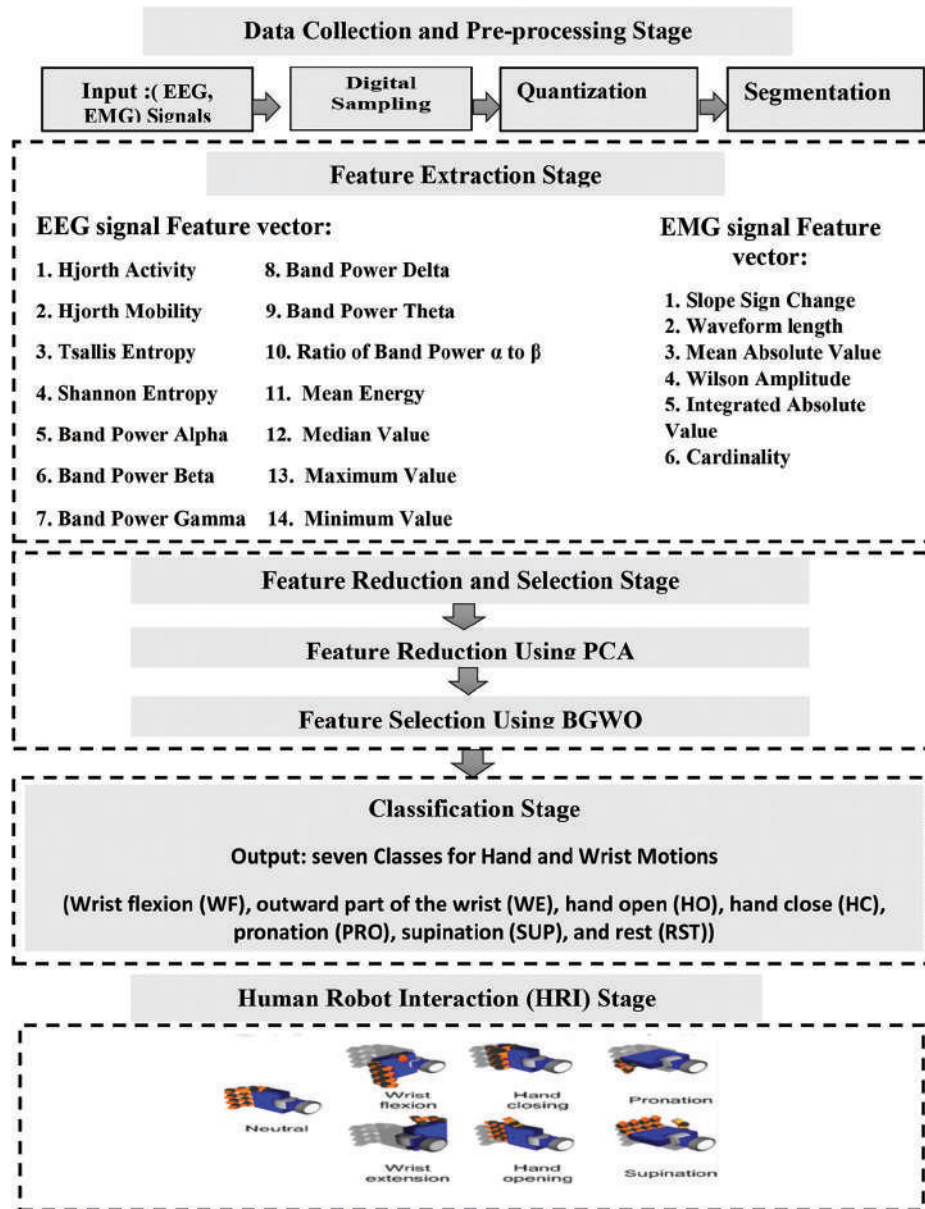 Data Collection and Pre-processing Stage
Input :( EEG,
EMG) Signals
Digital
Sampling
Quantization
Segmentation
Feature Extraction Stage
EEG signal Feature vector:
1. Hjorth Activity
2. Hjorth Mobility
3. Tsallis Entropy
4. Shannon Entropy
5. Band Power Alpha
6. Band Power Beta
7. Band Power Gamma
8. Band Power Delta
9. Band Power Theta
10. Ratio of Band Power α to β
11. Mean Energy
12. Median Value
13. Maximum Value
14. Minimum Value
EMG signal Feature
vector:
1. Slope Sign Change
2. Waveform length
3. Mean Absolute Value
4. Wilson Amplitude
5. Integrated Absolute
Value
6. Cardinality
Feature Reduction and Selection Stage
Feature Reduction Using PCA
Feature Selection Using BGWO
Classification Stage
Output: seven Classes for Hand and Wrist Motions
(Wrist flexion (WF), outward part of the wrist (WE), hand open (HO), hand close (HC),
pronation (PRO), supination (SUP), and rest (RST))
Human Robot Interaction (HRI) Stage
Neutral
Wrist
flexion
Hand
closing
Pronation
Wrist
extension
Hand
opening
Supination